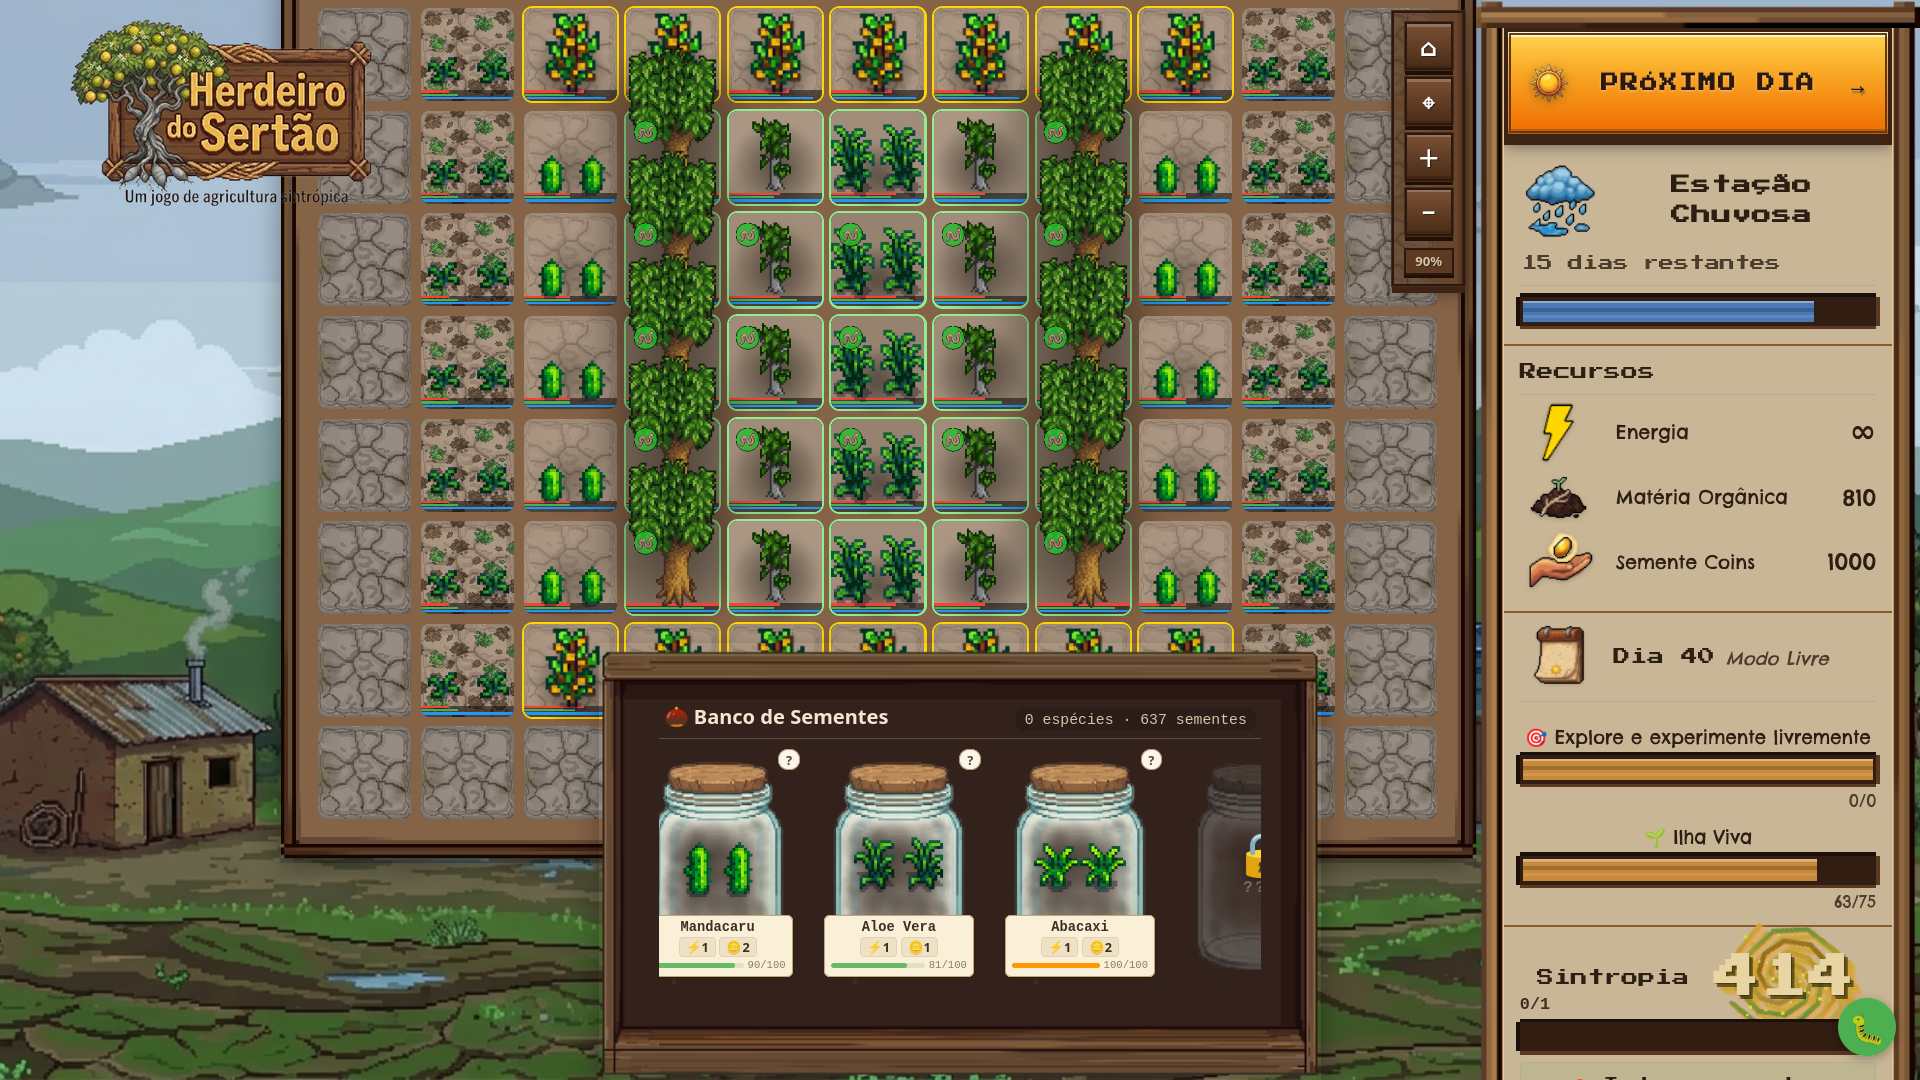 Herdeiro
do Sertão
Um jogo de agricultura sintrópica
⌂
⌖
+
−
90%
PRÓXIMO DIA →
Estação
Chuvosa
15 dias restantes
Recursos
Energia ∞
Matéria Orgânica 810
Semente Coins 1000
Dia 40 Modo Livre
🎯 Explore e experimente livremente
0/0
🌱 Ilha Viva
63/75
Sintropia 414
0/1
Banco de Sementes 0 espécies · 637 sementes
? ? ?
Mandacaru
⚡1 🪙2
90/100
Aloe Vera
⚡1 🪙1
81/100
Abacaxi
⚡1 🪙2
100/100